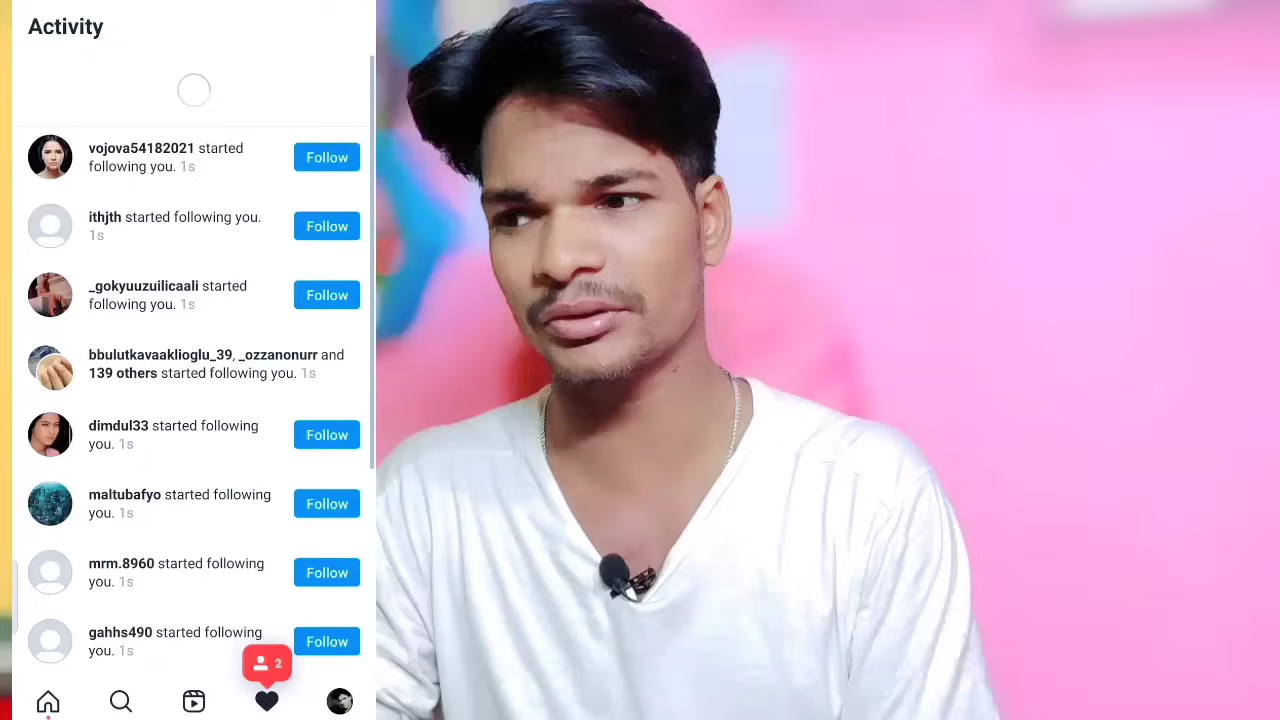 Activity
vojova54182021 started
following you. 1s
Follow
ithjth started following you.
1s
Follow
_gokyuuzuilicaali started
following you. 1s
Follow
bbulutkavaaklioglu_39, _ozzanonurr and
139 others started following you. 1s
dimdul33 started following
you. 1s
Follow
maltubafyo started following
you. 1s
Follow
mrm.8960 started following
you. 1s
Follow
gahhs490 started following
you. 1s
Follow
2